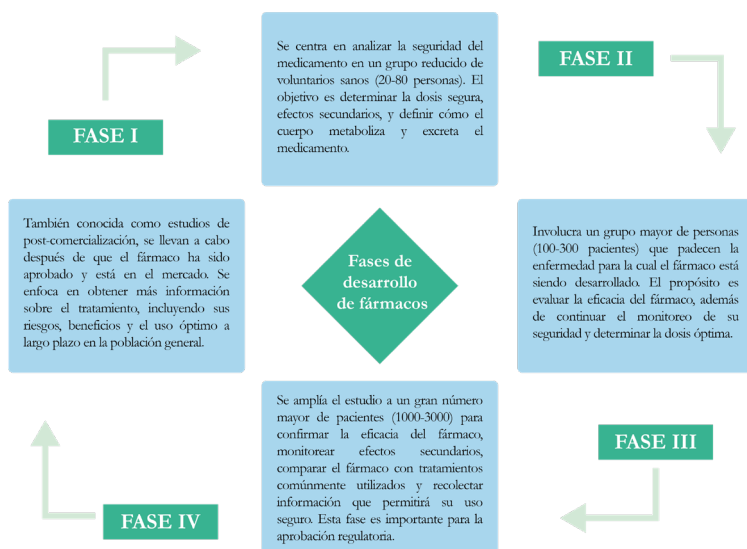 FASE I
Se centra en analizar la seguridad del
medicamento en un grupo reducido de
voluntarios sanos (20-80 personas). El
objetivo es determinar la dosis segura,
efectos secundarios, y definir cómo el
cuerpo metaboliza y excreta el
medicamento.
FASE II
Involucra un grupo mayor de personas
(100-300 pacientes) que padecen la
enfermedad para la cual el fármaco está
siendo desarrollado. El propósito es
evaluar la eficacia del fármaco, además
de continuar el monitoreo de su
seguridad y determinar la dosis óptima.
FASE III
Se amplía el estudio a un gran número
mayor de pacientes (1000-3000) para
confirmar la eficacia del fármaco,
monitorear efectos secundarios,
comparar el fármaco con tratamientos
comúnmente utilizados y recolectar
información que permitirá su uso
seguro. Esta fase es importante para la
aprobación regulatoria.
FASE IV
También conocida como estudios de
post-comercialización, se llevan a cabo
después de que el fármaco ha sido
aprobado y está en el mercado. Se
enfoca en obtener más información
sobre el tratamiento, incluyendo sus
riesgos, beneficios y el uso óptimo a
largo plazo en la población general.
Fases de
desarrollo
de fármacos